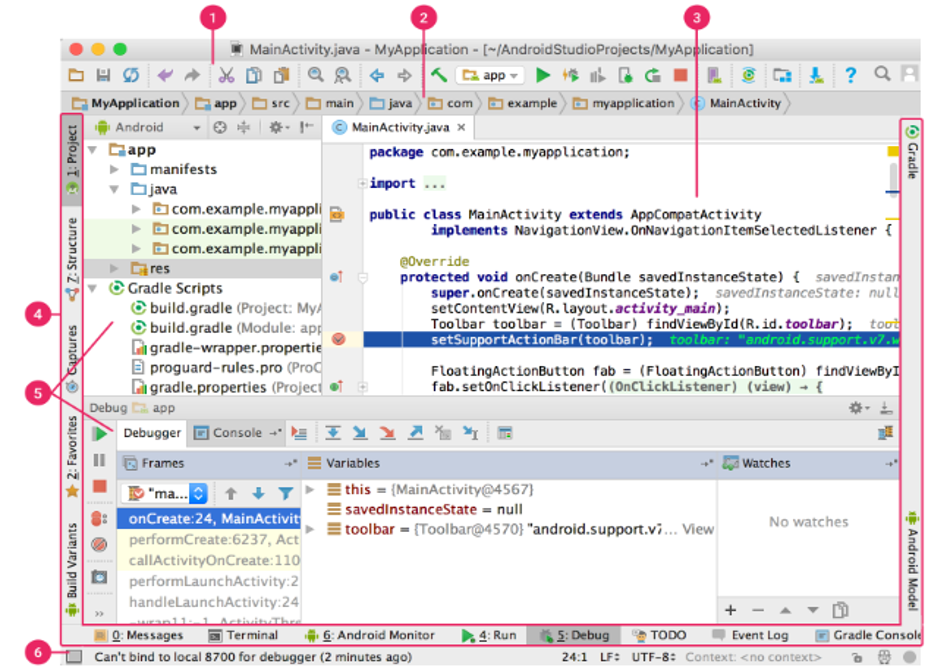 1
2
3
MainActivity.java - MyApplication - [~/AndroidStudioProjects/MyApplication]
app
?
MyApplication
app
src
main
java
com
example
myapplication
MainActivity
1: Project
7: Structure
Captures
2: Favorites
Build Variants
4
5
6
Android
app
manifests
java
com.example.myappli
com.example.myappli
com.example.myappli
res
Gradle Scripts
build.gradle (Project: MyA
build.gradle (Module: app
gradle-wrapper.propertie
proguard-rules.pro (ProC
gradle.properties (Project
MainActivity.java ×
package com.example.myapplication;
import ...
public class MainActivity extends AppCompatActivity
implements NavigationView.OnNavigationItemSelectedListener {
@Override
protected void onCreate(Bundle savedInstanceState) { savedInstan
super.onCreate(savedInstanceState); savedInstanceState: null
setContentView(R.layout.activity_main);
Toolbar toolbar = (Toolbar) findViewById(R.id.toolbar); tool
setSupportActionBar(toolbar); toolbar: "android.support.v7.w
FloatingActionButton fab = (FloatingActionButton) findViewByI
fab.setOnClickListener((OnClickListener) (view) → {
Gradle
Android Model
Debug app
Debugger
Console
Frames
Variables
Watches
"ma...
onCreate:24, MainActivit
performCreate:6237, Act
callActivityOnCreate:110
performLaunchActivity:2
handleLaunchActivity:24
-wrap11:-1, ActivityThre
this = {MainActivity@4567}
savedInstanceState = null
toolbar = {Toolbar@4570} "android.support.v7... View
No watches
0: Messages
Terminal
6: Android Monitor
4: Run
5: Debug
TODO
Event Log
Gradle Console
Can't bind to local 8700 for debugger (2 minutes ago)
24:1 LF UTF-8 Context: <no context>